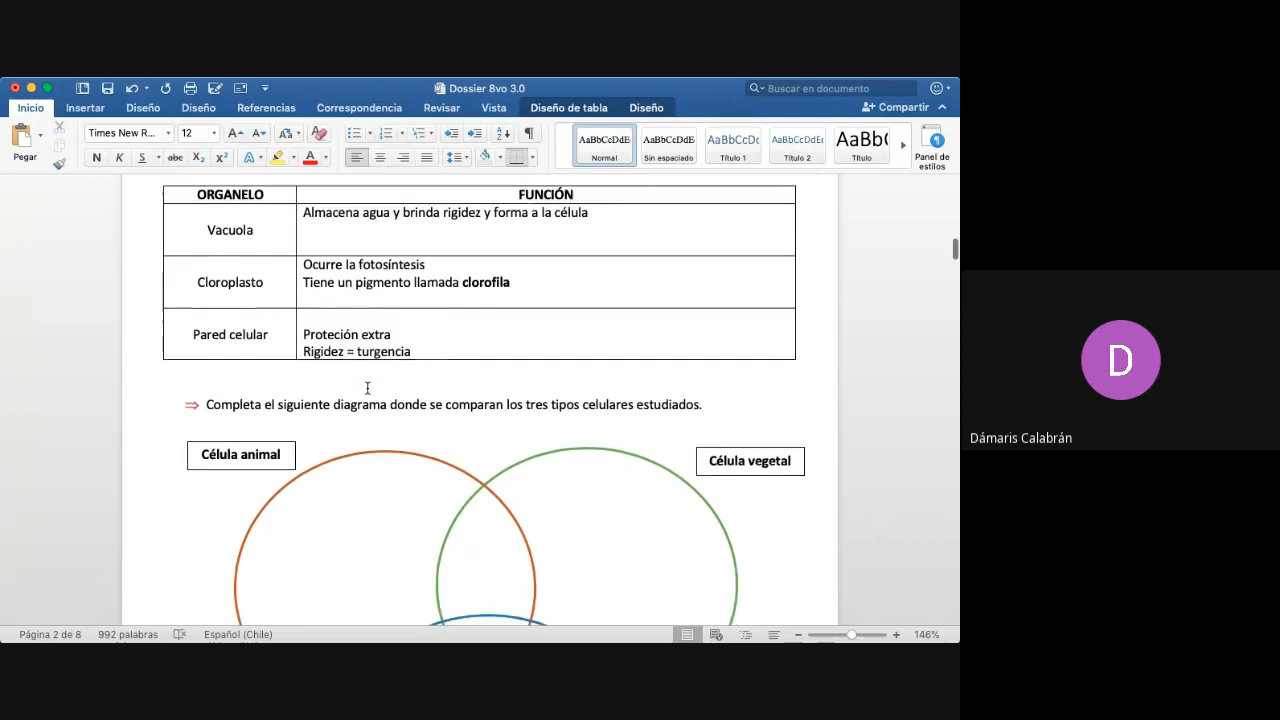 Dossier 8vo 3.0
Buscar en documento
Inicio Insertar Diseño Diseño Referencias Correspondencia Revisar Vista Diseño de tabla Diseño Compartir
Pegar
Times New R... 12
N K S abc X₂ X²
AaBbCcDdE AaBbCcDdE AaBbCcDc AaBbCcDdE AaBb(
Normal Sin espaciado Título 1 Título 2 Título
Panel de estilos
ORGANELO FUNCIÓN
Vacuola
Almacena agua y brinda rigidez y forma a la célula
Cloroplasto
Ocurre la fotosíntesis
Tiene un pigmento llamado clorofila
Pared celular
Proteción extra
Rigidez = turgencia
⇒ Completa el siguiente diagrama donde se comparan los tres tipos celulares estudiados.
Célula animal
Célula vegetal
Página 2 de 8 992 palabras Español (Chile) 146%
D
Dámaris Calabrán